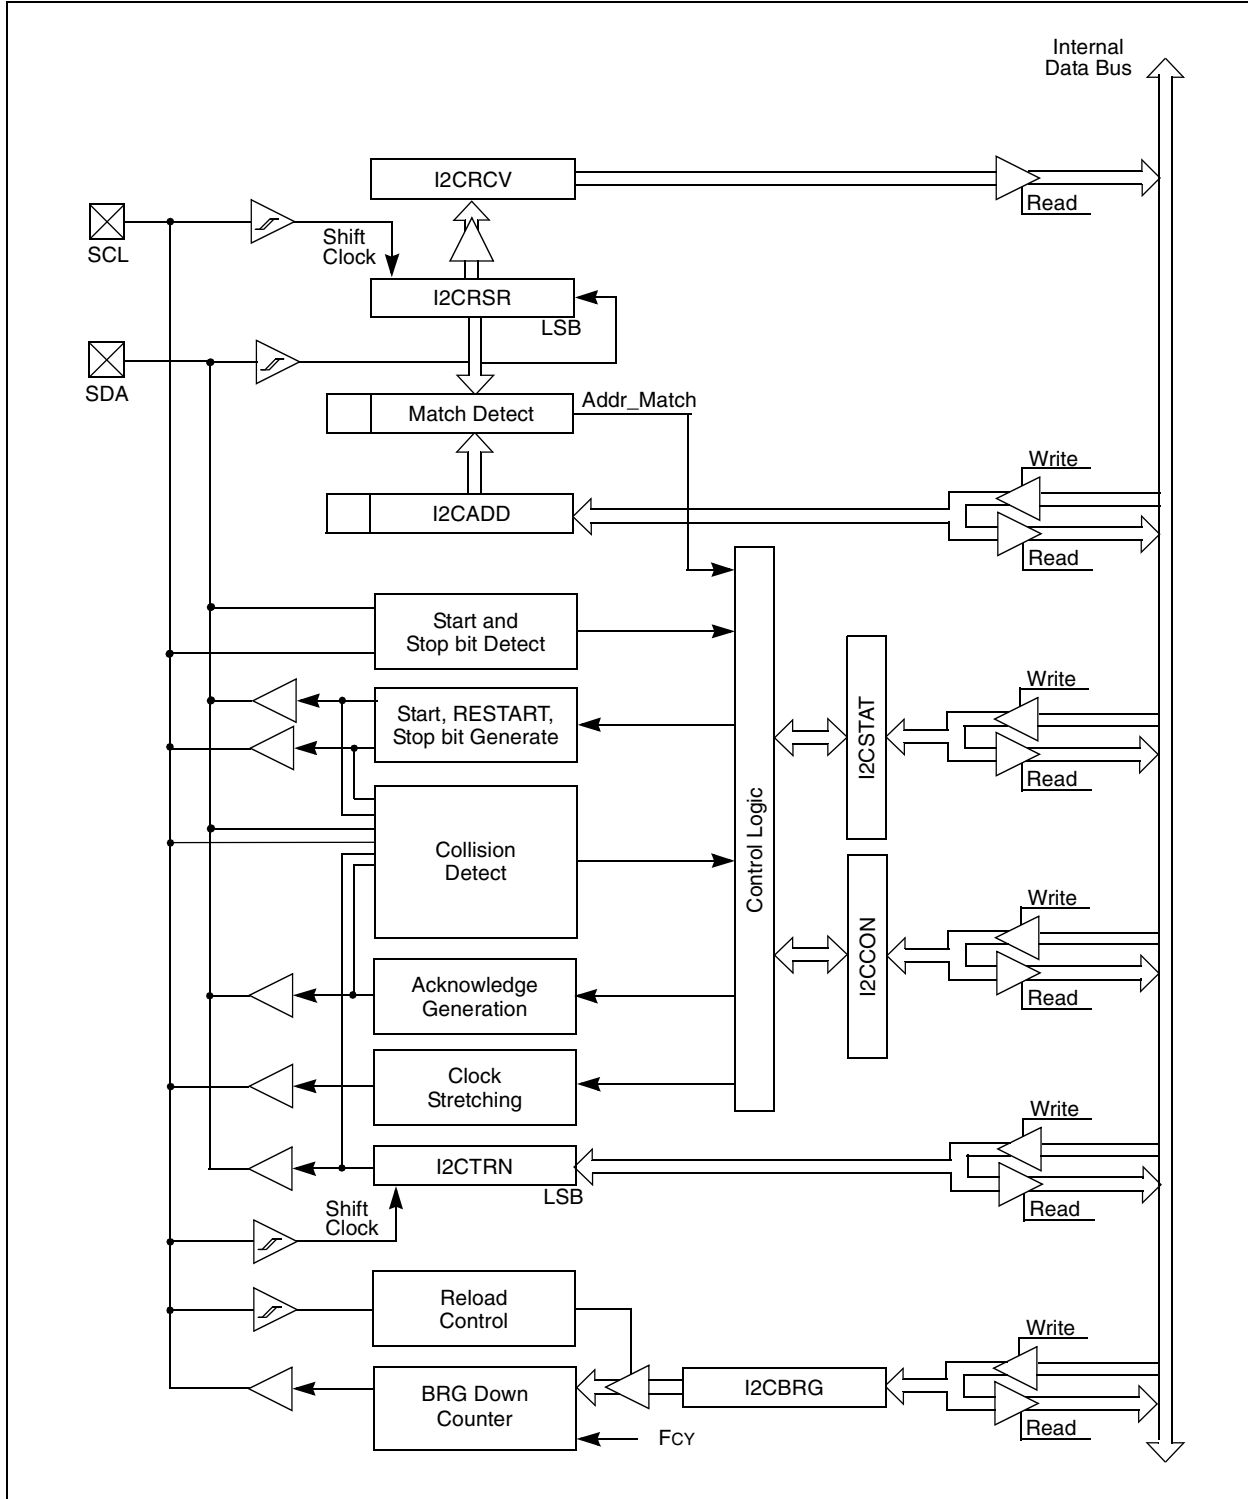 Internal
Data Bus
I2CRCV
Read
SCL
Shift
Clock
I2CRSR
LSB
SDA
Match Detect
Addr_Match
Write
I2CADD
Read
Start and
Stop bit Detect
Write
Start, RESTART,
Stop bit Generate
I2CSTAT
Read
Control Logic
Collision
Detect
Write
I2CCON
Read
Acknowledge
Generation
Clock
Stretching
Write
I2CTRN
LSB
Read
Shift
Clock
Reload
Control
Write
I2CBRG
BRG Down
Counter
Read
FCY